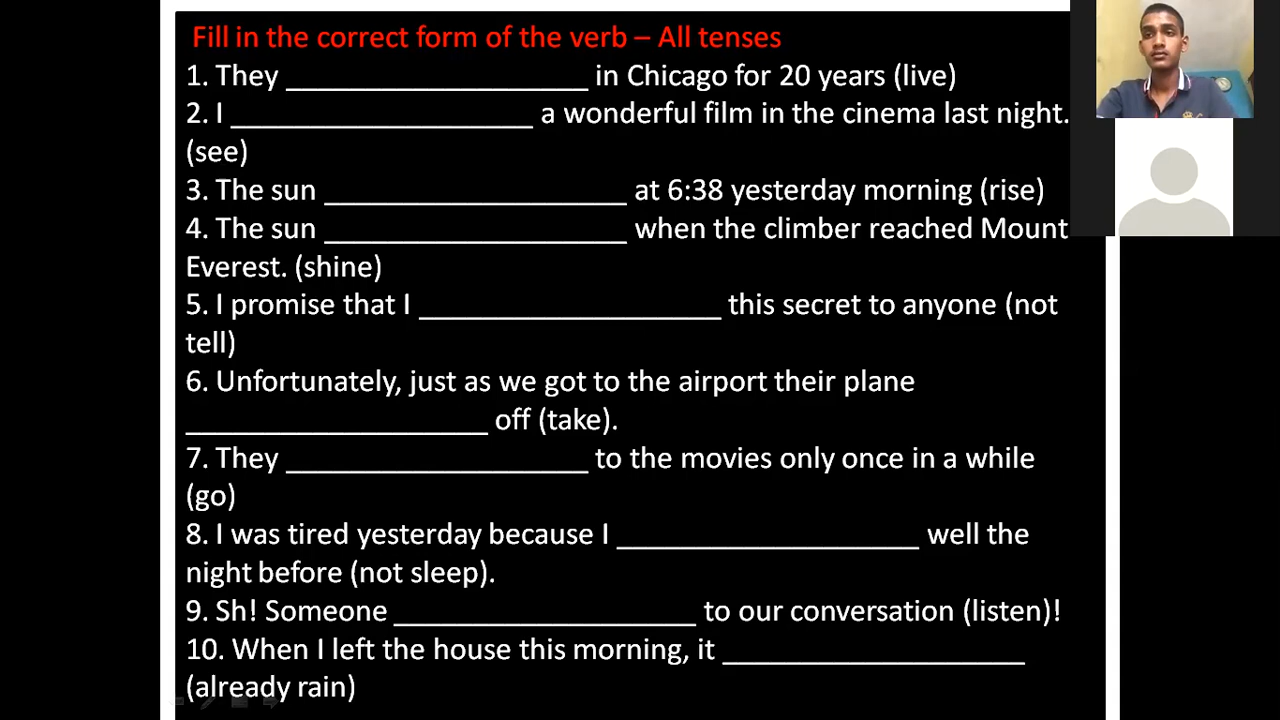 Fill in the correct form of the verb – All tenses
1. They ____________________ in Chicago for 20 years (live)
2. I ____________________ a wonderful film in the cinema last night.
(see)
3. The sun ____________________ at 6:38 yesterday morning (rise)
4. The sun ____________________ when the climber reached Mount
Everest. (shine)
5. I promise that I ____________________ this secret to anyone (not
tell)
6. Unfortunately, just as we got to the airport their plane
____________________ off (take).
7. They ____________________ to the movies only once in a while
(go)
8. I was tired yesterday because I ____________________ well the
night before (not sleep).
9. Sh! Someone ____________________ to our conversation (listen)!
10. When I left the house this morning, it ____________________
(already rain)